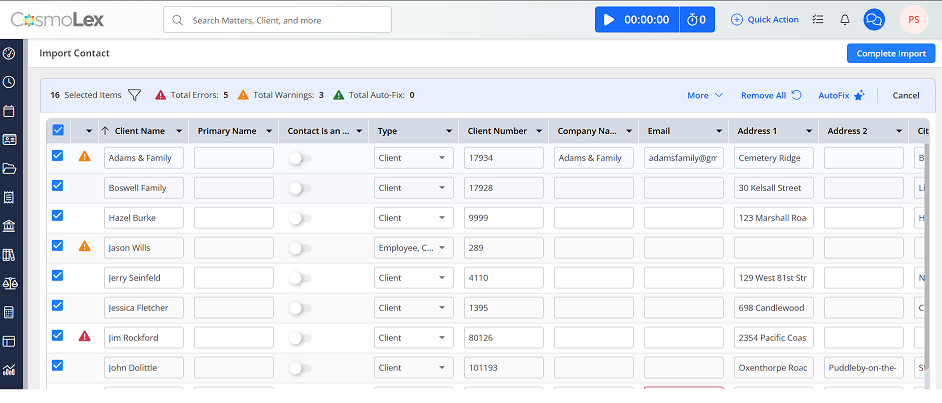 CosmoLex
Search Matters, Client, and more
00:00:00
0
Quick Action
PS
Import Contact
Complete Import
16 Selected Items
Total Errors: 5
Total Warnings: 3
Total Auto-Fix: 0
More
Remove All
AutoFix
Cancel
Client Name Primary Name Contact is an ... Type Client Number Company Na... Email Address 1 Address 2 Cit
Adams & Family Client 17934 Adams & Family adamsfamily@gm Cemetery Ridge B
Boswell Family Client 17928 30 Kelsall Street Li
Hazel Burke Client 9999 123 Marshall Roa H
Jason Wills Employee, C... 289
Jerry Seinfeld Client 4110 129 West 81st Str N
Jessica Fletcher Client 1395 698 Candlewood C
Jim Rockford Client 80126 2354 Pacific Coas
John Dolittle Client 101193 Oxenthorpe Roac Puddleby-on-the-